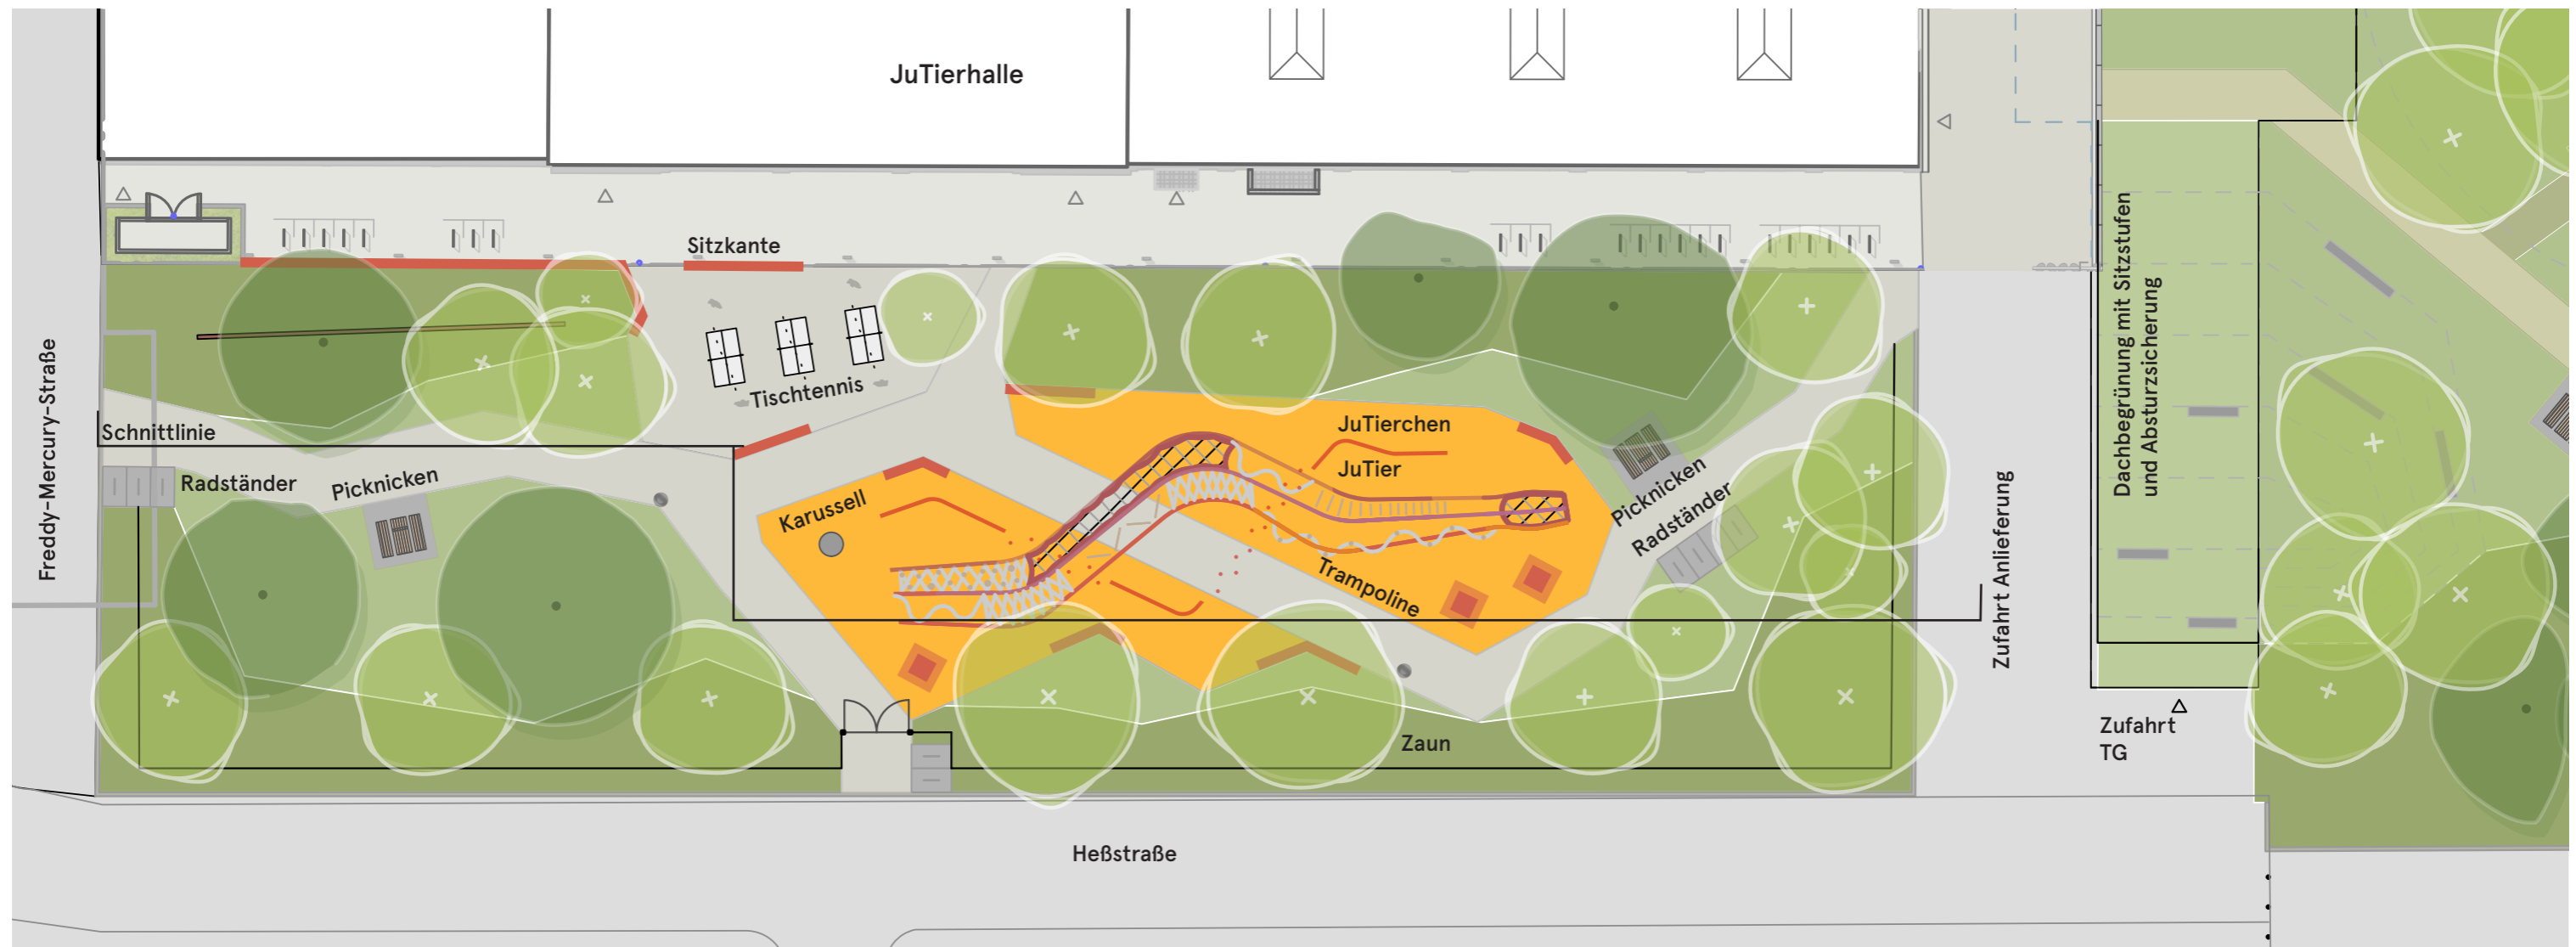 JuTierhalle
Sitzkante
Tischtennis
Freddy-Mercury-Straße
Schnittlinie
Radständer
Picknicken
Karussell
JuTierchen
JuTier
Trampoline
Picknicken
Radständer
Zufahrt Anlieferung
Dachbegrünung mit Sitzstufen
und Absturzsicherung
Zaun
Zufahrt
TG
Heßstraße